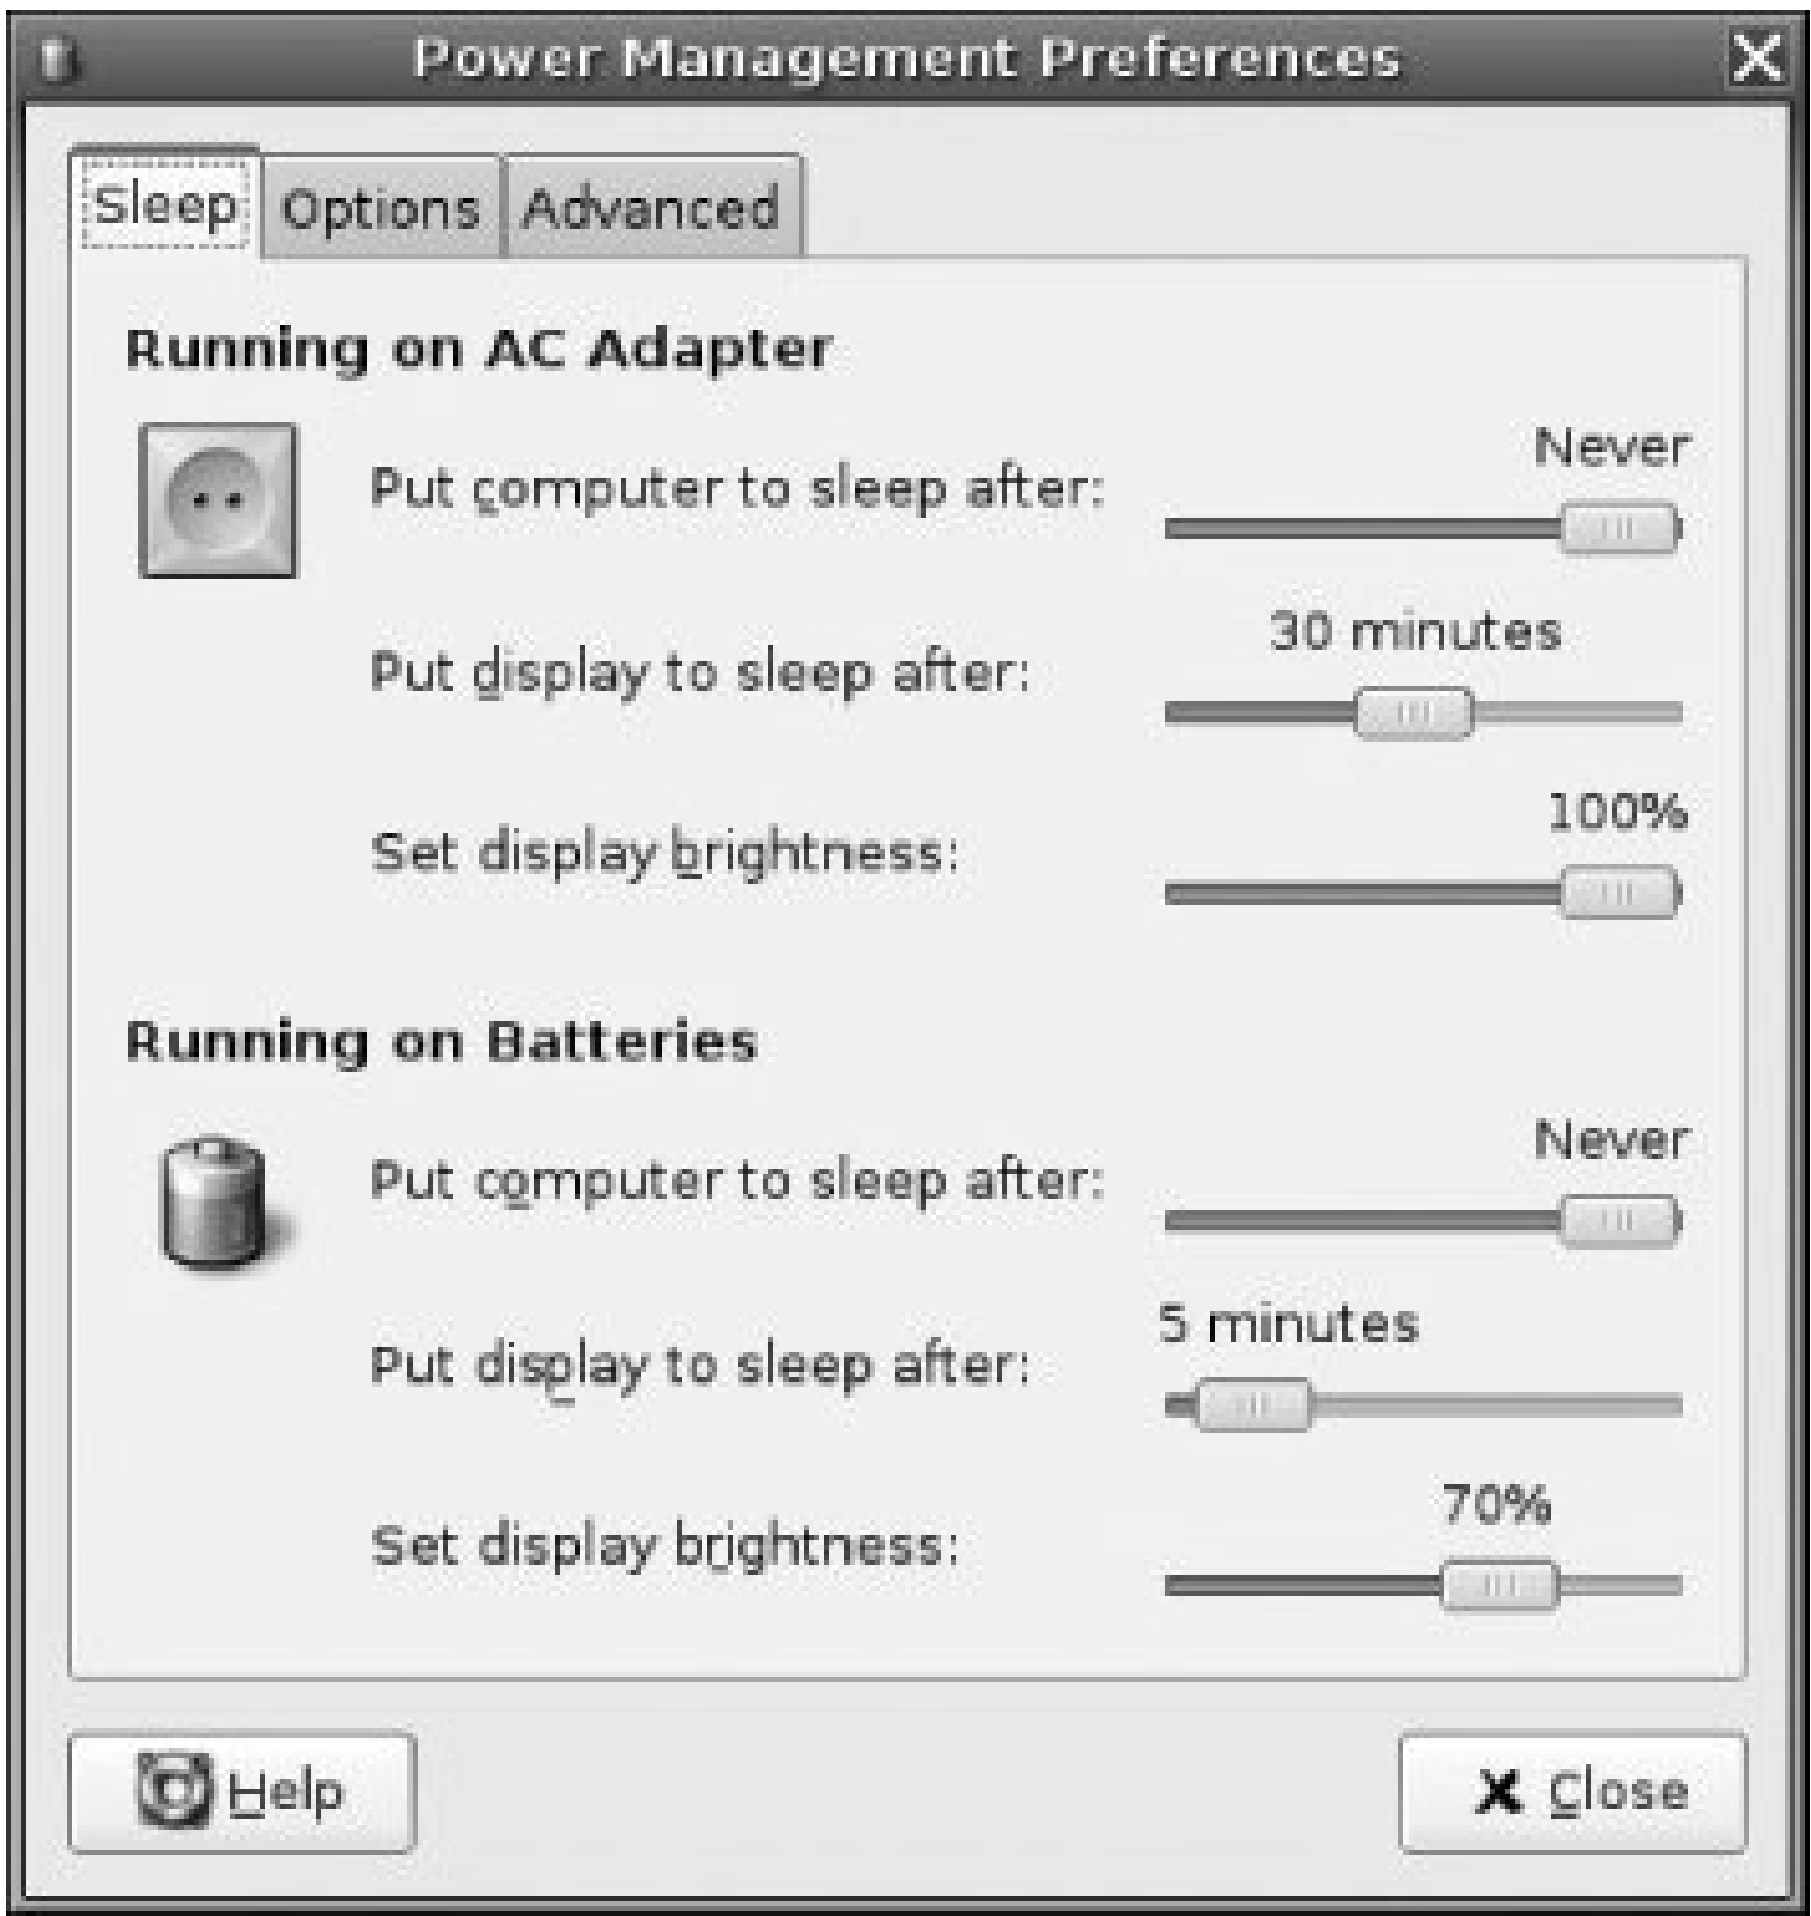 Power Management Preferences
Sleep Options Advanced
Running on AC Adapter
Never
Put computer to sleep after:
30 minutes
Put display to sleep after:
100%
Set display brightness:
Running on Batteries
Never
Put computer to sleep after:
5 minutes
Put display to sleep after:
70%
Set display brightness:
Help Close